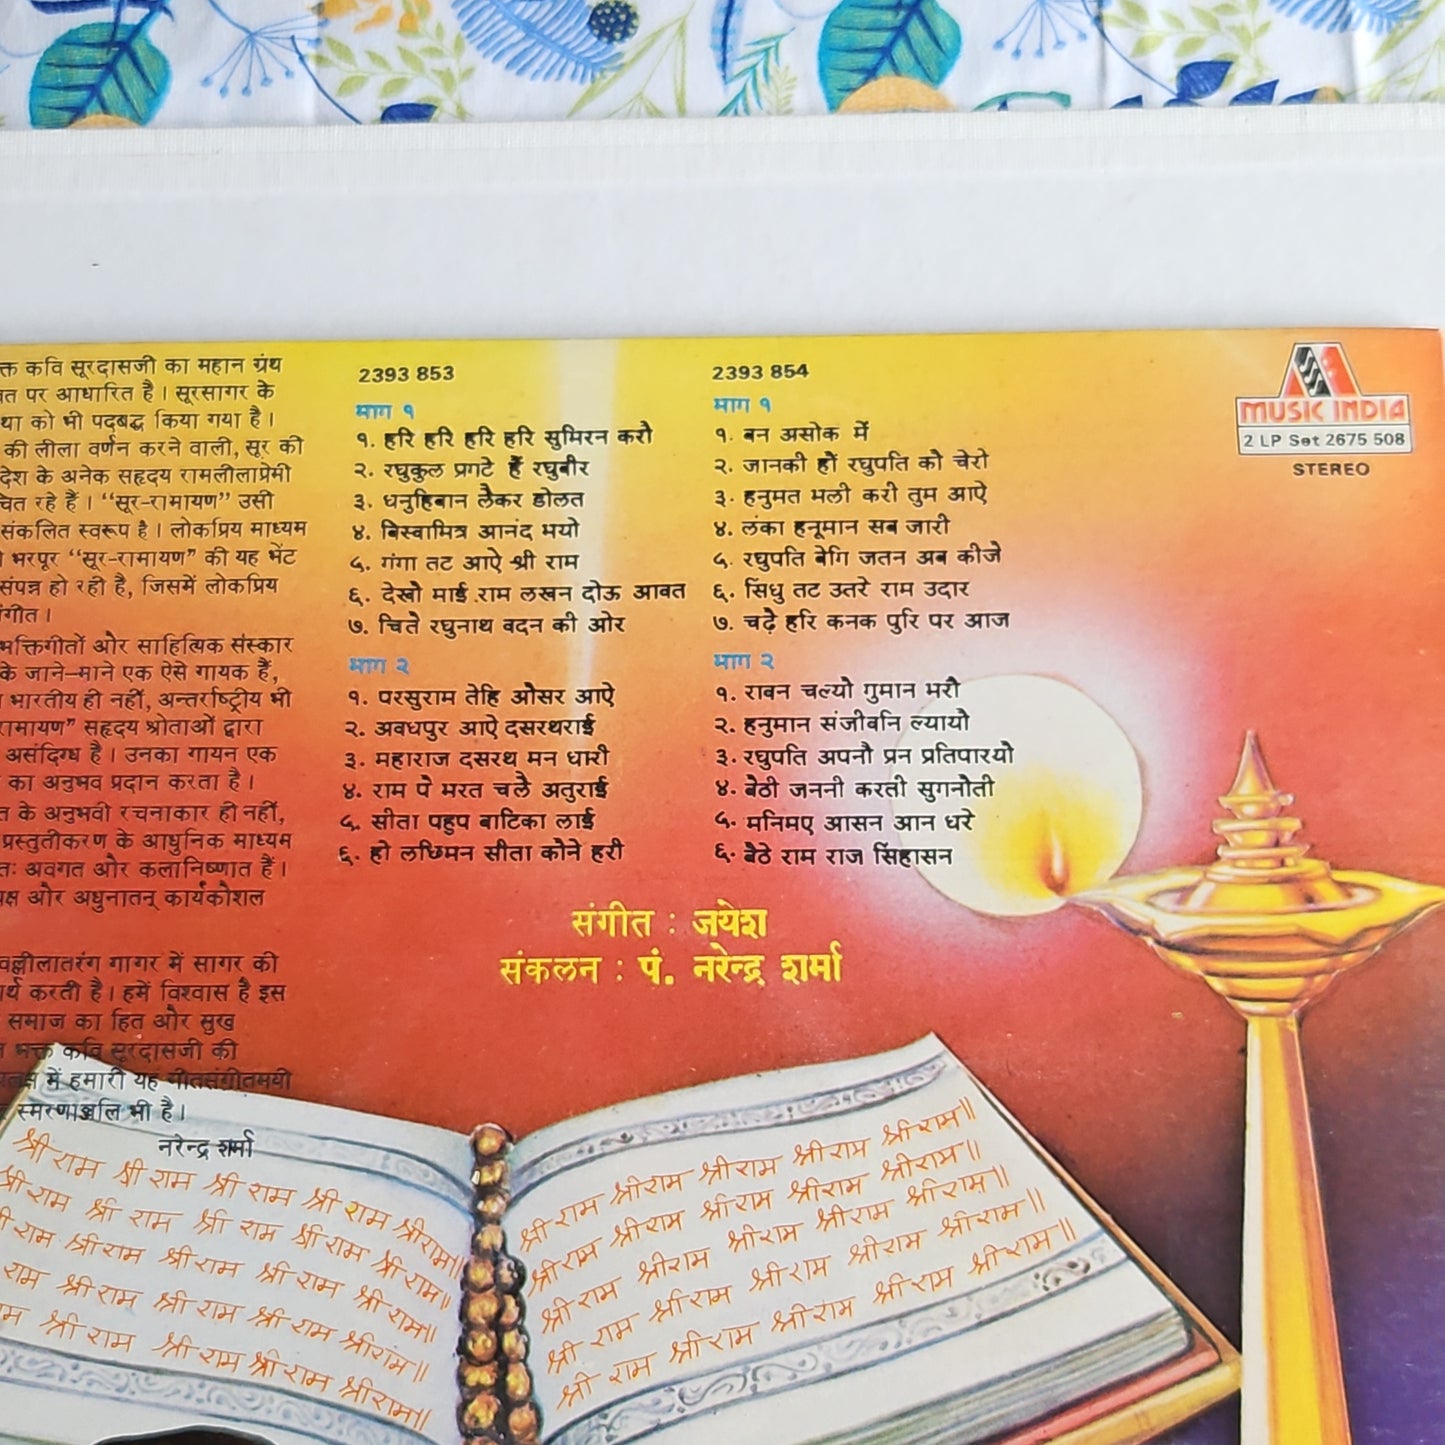 क्त कवि सूरदासजी का महान ग्रंथ
पर आधारित है। सूरसागर के
को भी पदबद्ध किया गया है।
की लीला वर्णन करने वाली, सूर की
देश के अनेक सहृदय रामलीलाप्रेमी
रहे हैं। “सूर-रामायण” उसी
संकलित स्वरूप है। लोकप्रिय माध्यम
भरपूर “सूर-रामायण” की यह भेंट
संपन्न हो रही है, जिसमें लोकप्रिय
भक्तिगीतों और साहित्यिक संस्कार
के जाने-माने एक ऐसे गायक हैं,
भारतीय ही नहीं, अन्तर्राष्ट्रीय भी
सहृदय श्रोताओं द्वारा
असंदिग्ध है। उनका गायन एक
का अनुभव प्रदान करता है।
के अनुभवी रचनाकार ही नहीं,
प्रस्तुतीकरण के आधुनिक माध्यम
अवगत और कलानिष्णात हैं।
और अधुनातन् कार्यकोशल
गागर में सागर की
करती है। हमें विश्वास है इस
समाज का हित और सुख
भक्त कवि सूरदासजी की
में हमारी यह गीतसंगीतमयी
स्मरणाञ्जलि भी है।
नरेन्द्र शर्मा
2393 853
भाग १
१. हरि हरि हरि हरि सुमिरन करौ
२. रघुकुल प्रगटे हैं रघुबीर
३. धनुहिबान लैकर डोलत
४. बिस्वामित्र आनंद भयो
५. गंगा तट आऐ श्री राम
६. देखो माई राम लखन दोऊ आवत
७. चिते रघुनाथ वदन की ओर
भाग २
१. परसुराम तेहि औसर आऐ
२. अवधपुर आऐ दसरथराई
३. महाराज दसरथ मन धारी
४. राम पे भरत चलै अतुराई
५. सीता पहुप बाटिका लाई
६. हो लछिमन सीता कौने हरी
2393 854
भाग १
१. बन असोक में
२. जानकी हों रघुपति को चेरो
३. हनुमत भली करी तुम आऐ
४. लंका हनूमान सब जारी
५. रघुपति बेगि जतन अब कीजे
६. सिंधु तट उतरे राम उदार
७. चढ़े हरि कनक पुरि पर आज
भाग २
१. रावन चल्यो गुमान भरौ
२. हनुमान संजीवनि ल्यायो
३. रघुपति अपनौ प्रन प्रतिपारयो
४. बैठी जननी करती सुगनौती
५. मनिमए आसन आन धरे
६. बैठे राम राज सिंहासन
MUSIC INDIA
2 LP Set 2675 508
STEREO
संगीत : जयेश
संकलन : पं. नरेन्द्र शर्मा
श्री राम श्री राम श्री राम श्री राम श्रीराम॥
श्री राम श्री राम श्री राम श्री राम श्री राम॥
राम श्रीराम श्री राम श्री राम श्री राम॥
राम श्री राम श्री राम श्री राम श्रीराम॥
श्री राम श्री राम श्री राम श्रीराम॥
श्री राम श्रीराम श्रीराम श्रीराम श्रीराम॥
श्रीराम श्रीराम श्रीराम श्रीराम श्रीराम॥
श्री राम श्रीराम श्रीराम श्रीराम श्रीराम॥
श्री राम श्री राम श्रीराम श्रीराम श्रीराम॥
श्री राम श्रीराम श्रीराम श्रीराम श्रीराम॥